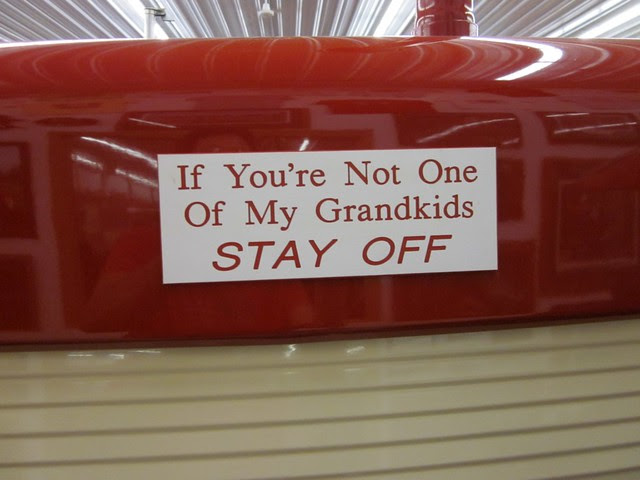 If You're Not One
Of My Grandkids
STAY OFF